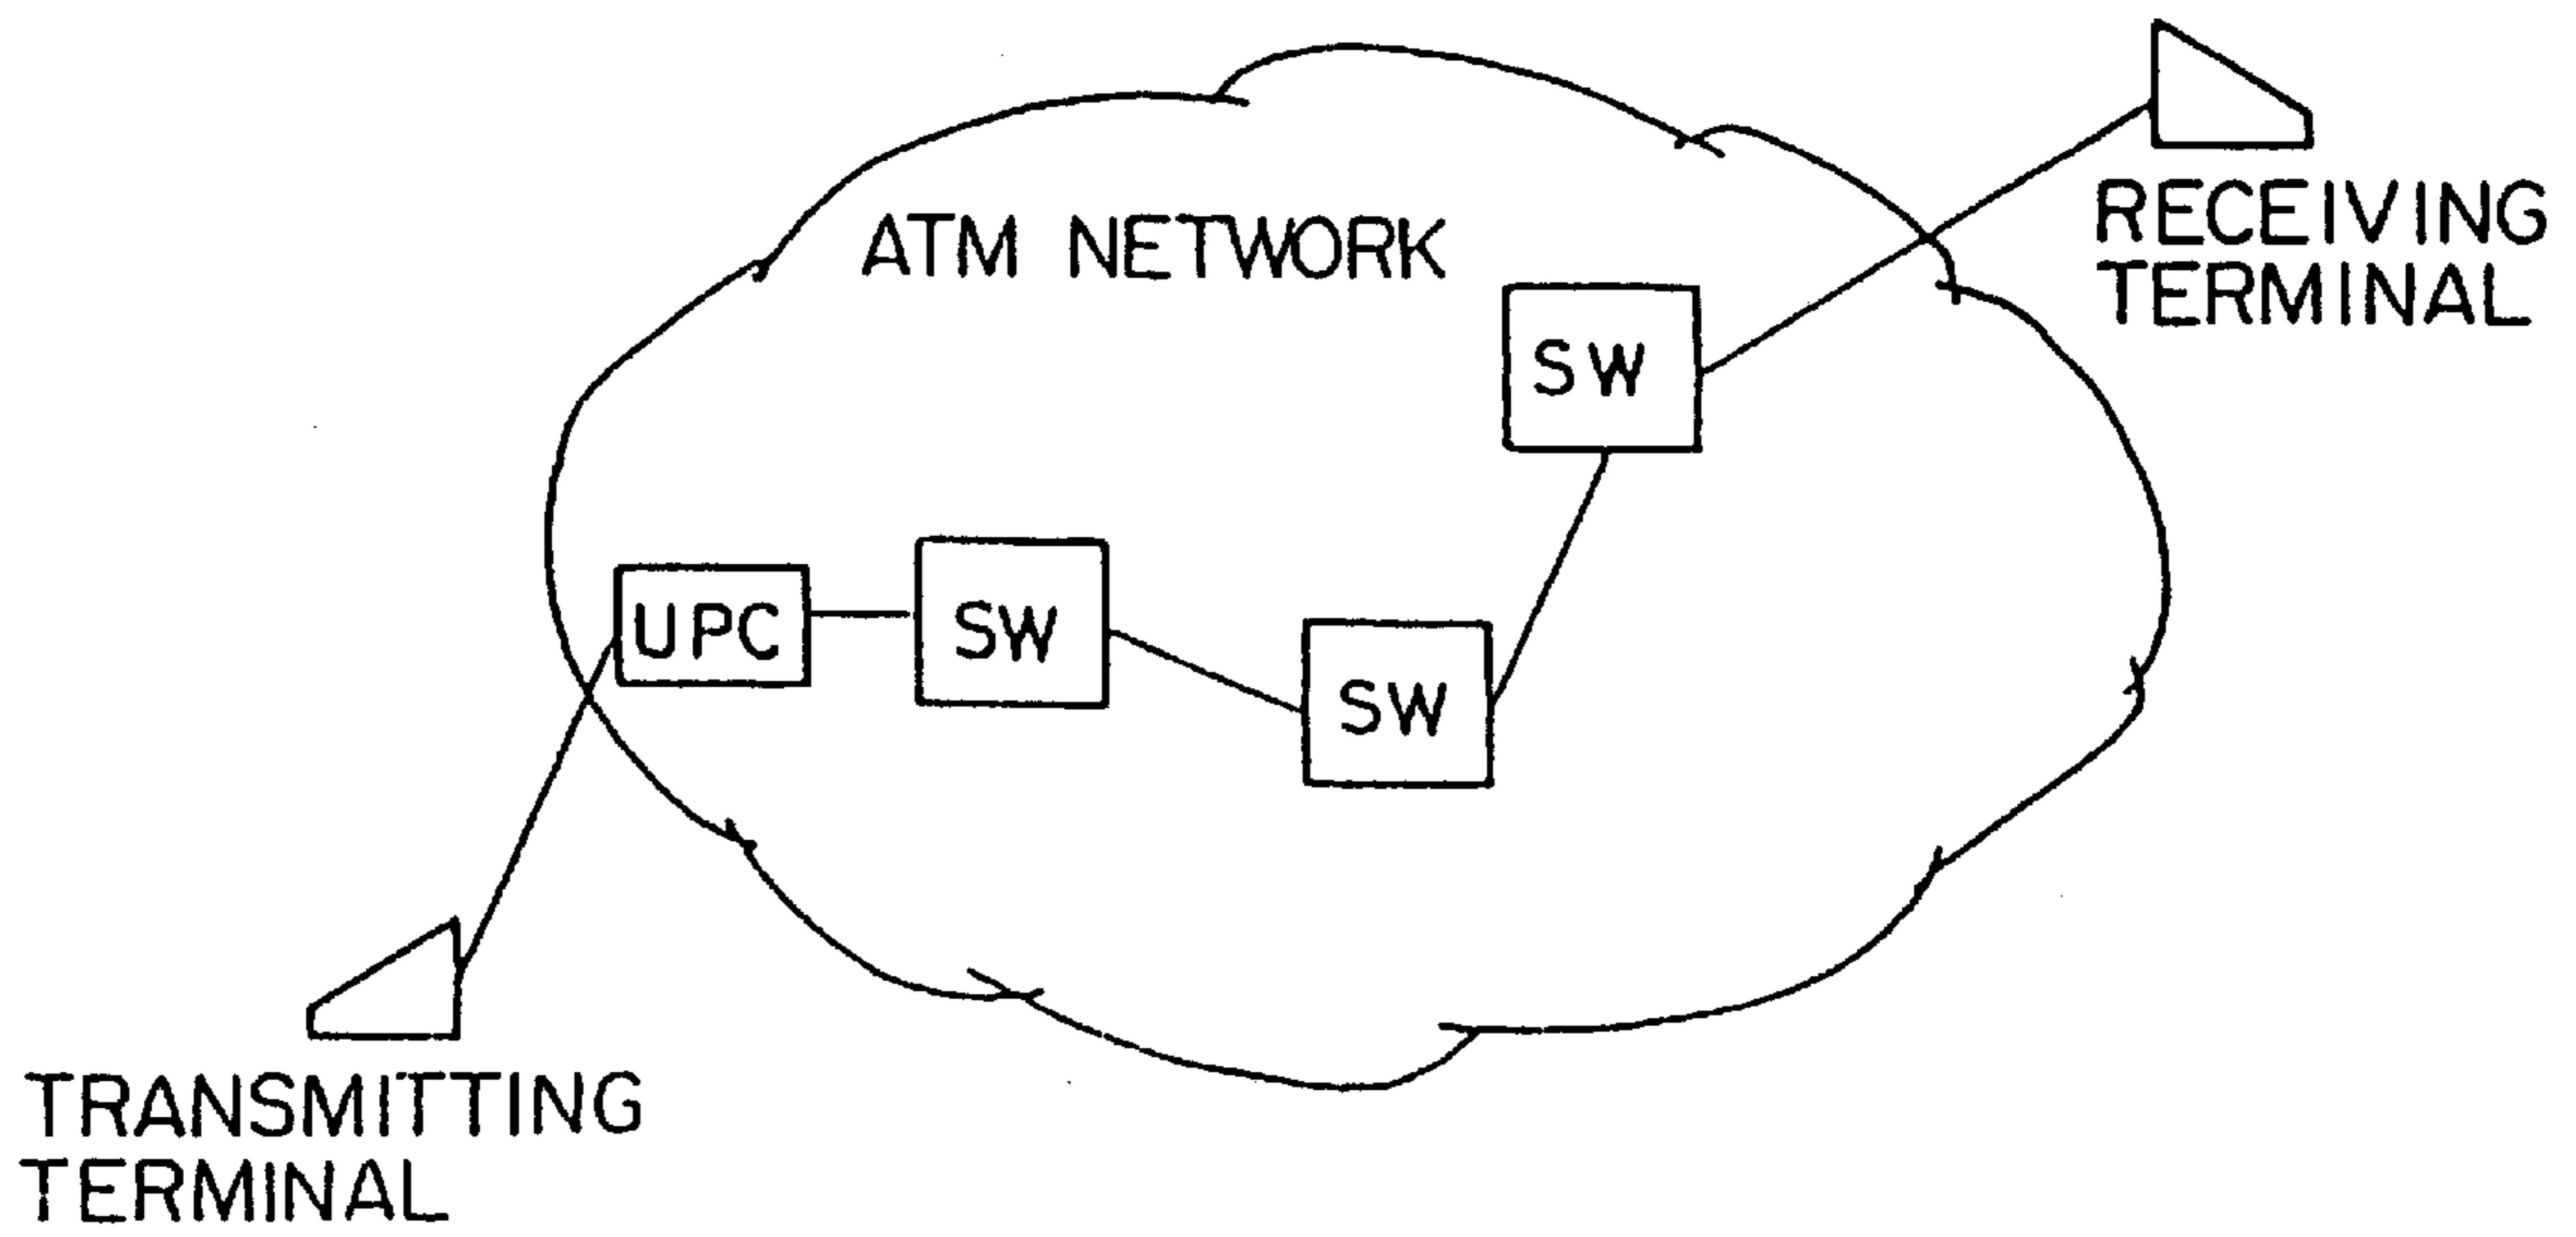 ATM NETWORK
RECEIVING
TERMINAL
SW
UPC
SW
SW
TRANSMITTING
TERMINAL